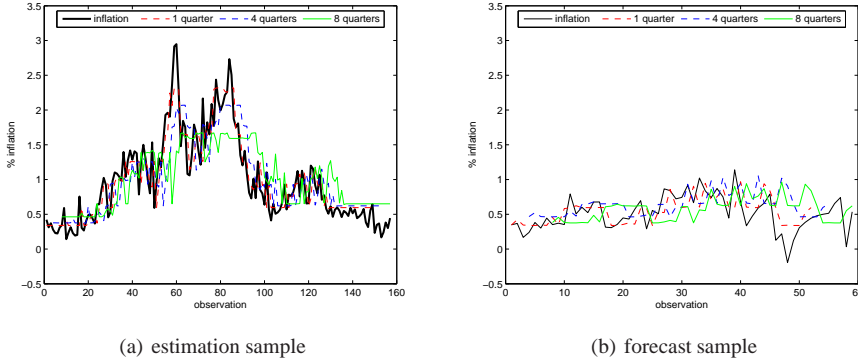 3.5
inflation 1 quarter 4 quarters 8 quarters
3
2.5
2
1.5
1
0.5
0
−0.5
% inflation
0 20 40 60 80 100 120 140 160
observation
(a) estimation sample
3.5
inflation 1 quarter 4 quarters 8 quarters
3
2.5
2
1.5
1
0.5
0
−0.5
% inflation
0 10 20 30 40 50 60
observation
(b) forecast sample